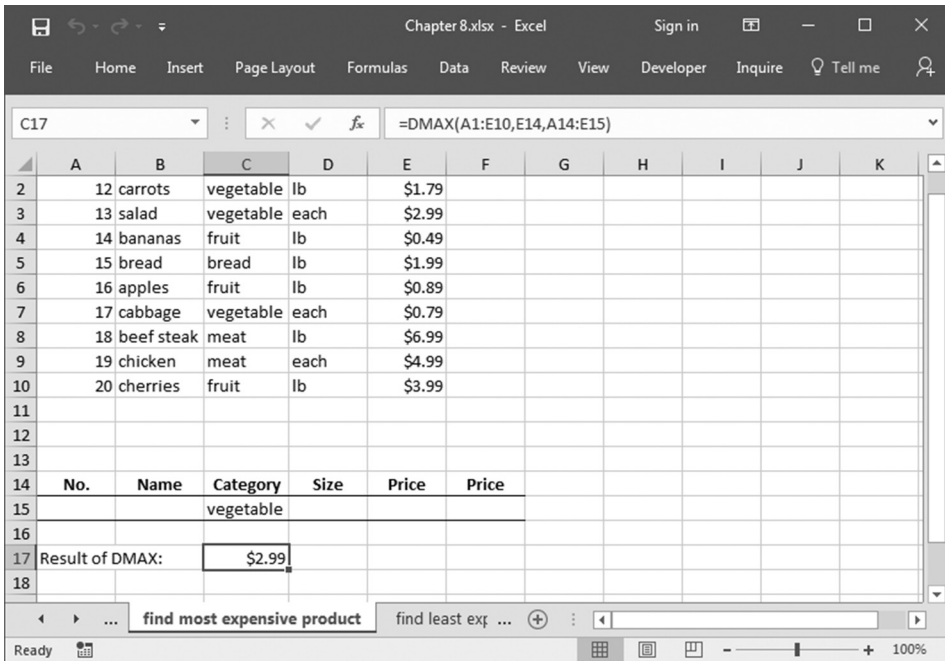 Chapter 8.xlsx - Excel Sign in
File Home Insert Page Layout Formulas Data Review View Developer Inquire Tell me
C17 fx =DMAX(A1:E10,E14,A14:E15)
A B C D E F G H I J K
2 12 carrots vegetable lb $1.79
3 13 salad vegetable each $2.99
4 14 bananas fruit lb $0.49
5 15 bread bread lb $1.99
6 16 apples fruit lb $0.89
7 17 cabbage vegetable each $0.79
8 18 beef steak meat lb $6.99
9 19 chicken meat each $4.99
10 20 cherries fruit lb $3.99
11
12
13
14 No. Name Category Size Price Price
15 vegetable
16
17 Result of DMAX: $2.99
18
... find most expensive product find least exp ...
Ready 100%